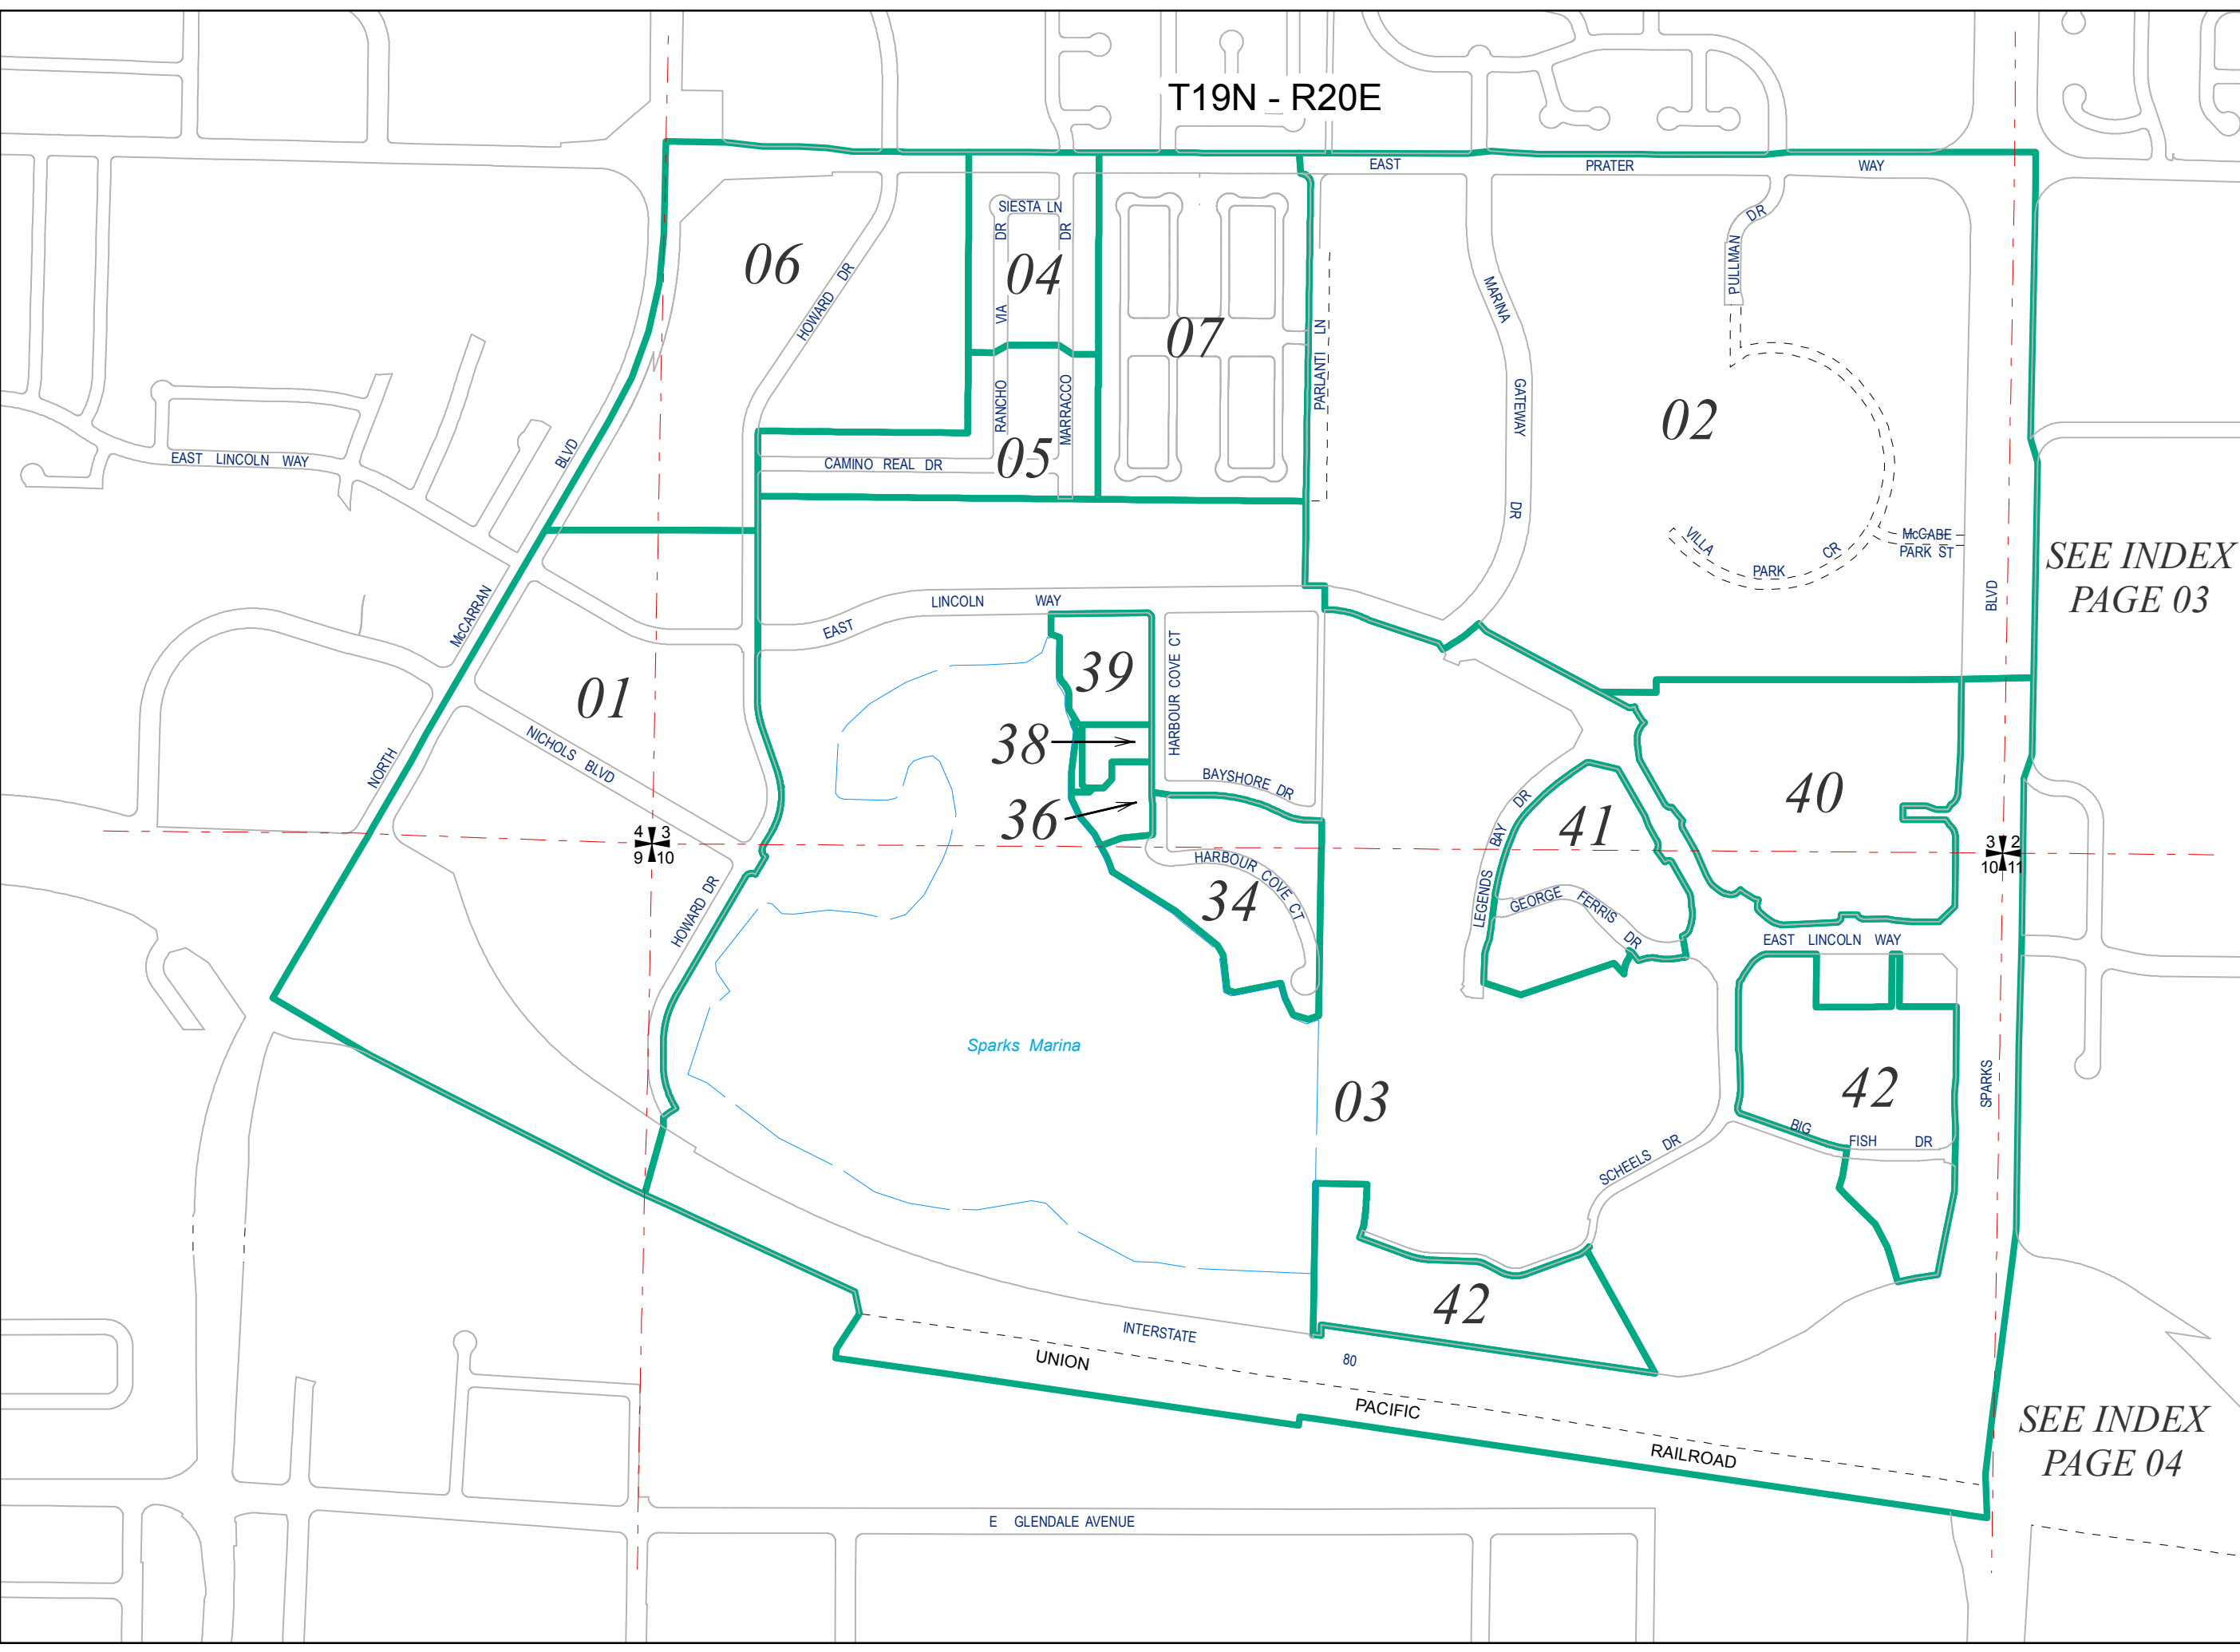 T19N - R20E
EAST PRATER WAY
SIESTA LN
DR
DR
PULLMAN DR
06
04
HOWARD DR
VIA
MARINA
07
PARLANTI LN
RANCHO
MARRACCO
GATEWAY
02
EAST LINCOLN WAY
BLVD
CAMINO REAL DR
05
DR
VILLA PARK CR
McCABE
PARK ST
SEE INDEX
PAGE 03
BLVD
McCARRAN
EAST LINCOLN WAY
39
HARBOUR COVE CT
01
38
NICHOLS BLVD
NORTH
BAYSHORE DR
36
LEGENDS BAY DR
41
40
4 3
9 10
3 2
10 11
HARBOUR COVE CT
34
GEORGE FERRIS DR
HOWARD DR
EAST LINCOLN WAY
Sparks Marina
03
42
SPARKS
BIG FISH DR
SCHEELS DR
42
INTERSTATE 80
UNION PACIFIC RAILROAD
SEE INDEX
PAGE 04
E GLENDALE AVENUE